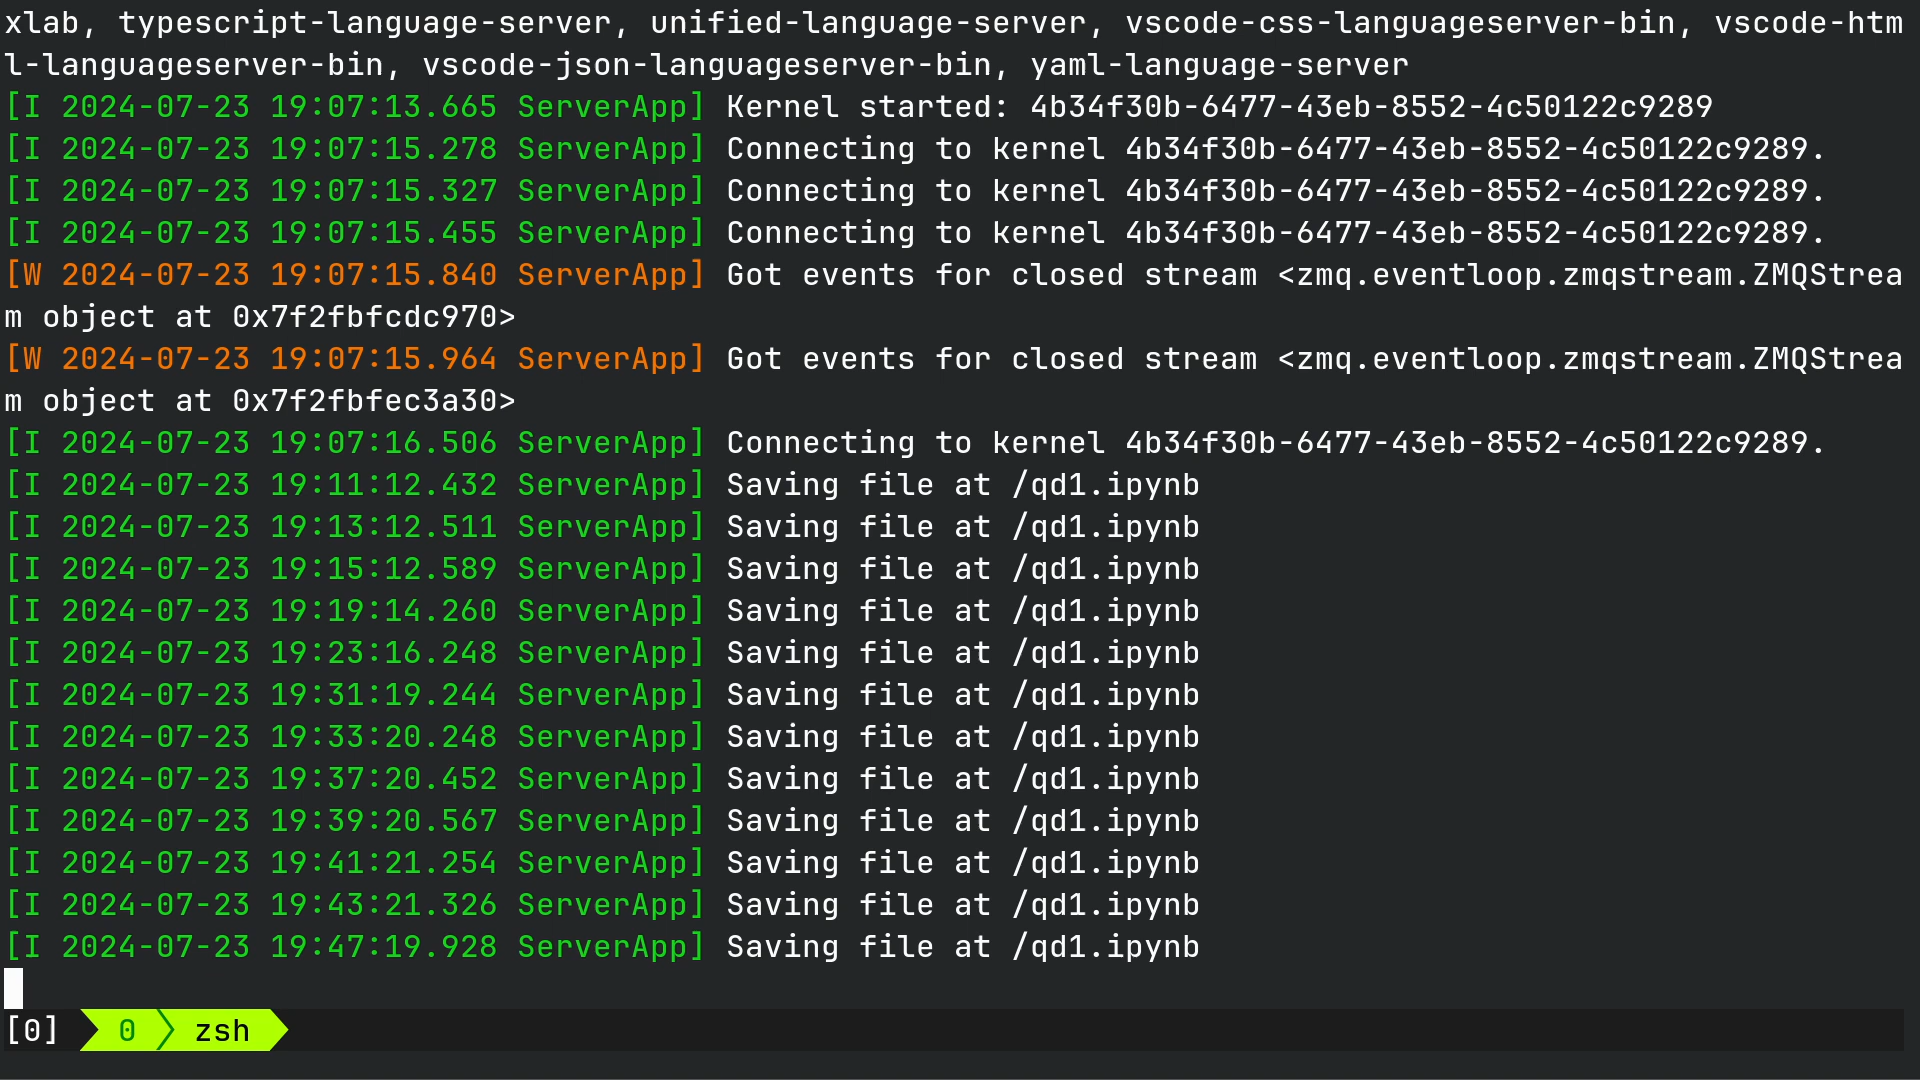 xlab, typescript-language-server, unified-language-server, vscode-css-languageserver-bin, vscode-htm
l-languageserver-bin, vscode-json-languageserver-bin, yaml-language-server
[I 2024-07-23 19:07:13.665 ServerApp] Kernel started: 4b34f30b-6477-43eb-8552-4c50122c9289
[I 2024-07-23 19:07:15.278 ServerApp] Connecting to kernel 4b34f30b-6477-43eb-8552-4c50122c9289.
[I 2024-07-23 19:07:15.327 ServerApp] Connecting to kernel 4b34f30b-6477-43eb-8552-4c50122c9289.
[I 2024-07-23 19:07:15.455 ServerApp] Connecting to kernel 4b34f30b-6477-43eb-8552-4c50122c9289.
[W 2024-07-23 19:07:15.840 ServerApp] Got events for closed stream <zmq.eventloop.zmqstream.ZMQStrea
m object at 0x7f2fbfcdc970>
[W 2024-07-23 19:07:15.964 ServerApp] Got events for closed stream <zmq.eventloop.zmqstream.ZMQStrea
m object at 0x7f2fbfec3a30>
[I 2024-07-23 19:07:16.506 ServerApp] Connecting to kernel 4b34f30b-6477-43eb-8552-4c50122c9289.
[I 2024-07-23 19:11:12.432 ServerApp] Saving file at /qd1.ipynb
[I 2024-07-23 19:13:12.511 ServerApp] Saving file at /qd1.ipynb
[I 2024-07-23 19:15:12.589 ServerApp] Saving file at /qd1.ipynb
[I 2024-07-23 19:19:14.260 ServerApp] Saving file at /qd1.ipynb
[I 2024-07-23 19:23:16.248 ServerApp] Saving file at /qd1.ipynb
[I 2024-07-23 19:31:19.244 ServerApp] Saving file at /qd1.ipynb
[I 2024-07-23 19:33:20.248 ServerApp] Saving file at /qd1.ipynb
[I 2024-07-23 19:37:20.452 ServerApp] Saving file at /qd1.ipynb
[I 2024-07-23 19:39:20.567 ServerApp] Saving file at /qd1.ipynb
[I 2024-07-23 19:41:21.254 ServerApp] Saving file at /qd1.ipynb
[I 2024-07-23 19:43:21.326 ServerApp] Saving file at /qd1.ipynb
[I 2024-07-23 19:47:19.928 ServerApp] Saving file at /qd1.ipynb
[0] 0 zsh